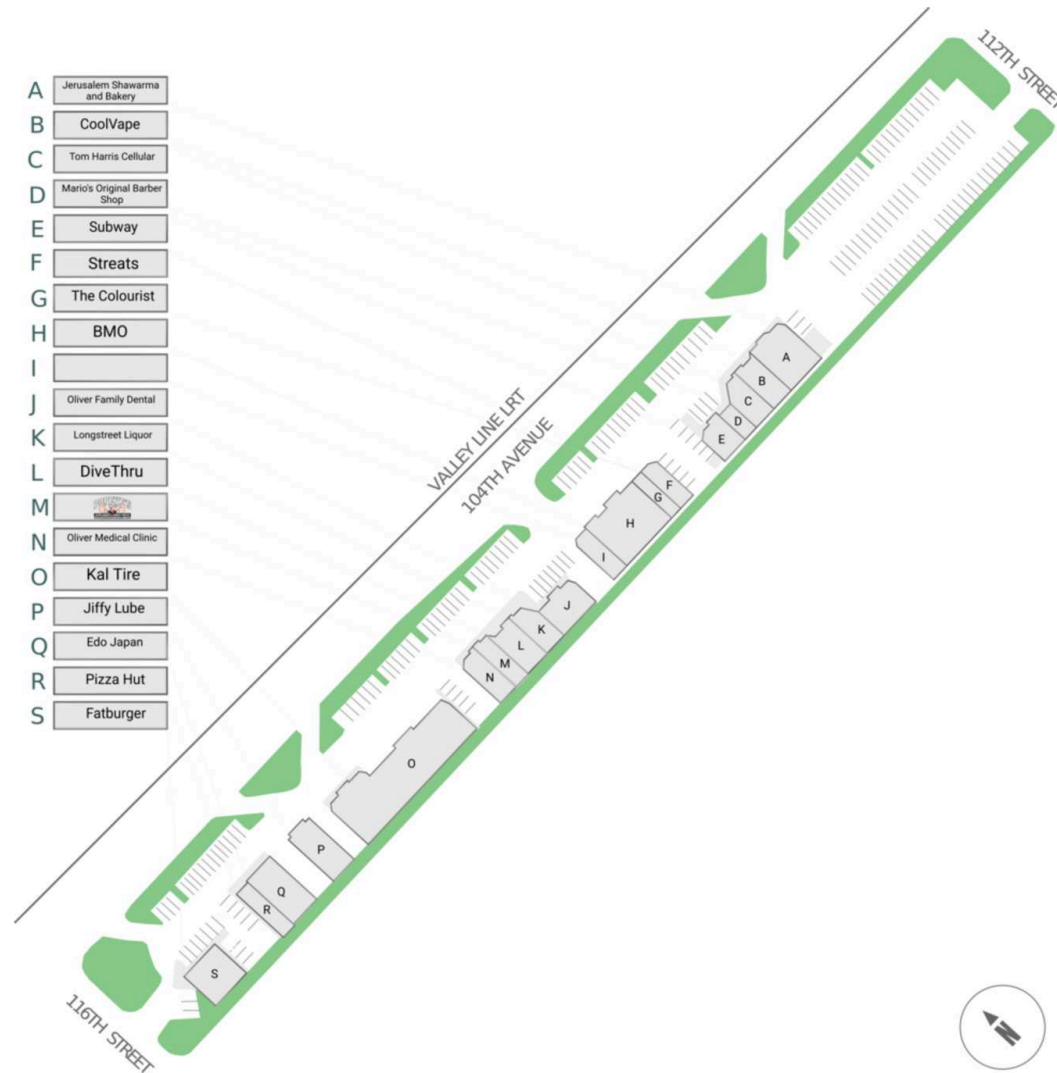 A
Jerusalem Shawarma
and Bakery
B
CoolVape
C
Tom Harris Cellular
D
Mario's Original Barber
Shop
E
Subway
F
Streats
G
The Colourist
H
BMO
I
J
Oliver Family Dental
K
Longstreet Liquor
L
DiveThru
M
N
Oliver Medical Clinic
O
Kal Tire
P
Jiffy Lube
Q
Edo Japan
R
Pizza Hut
S
Fatburger
112TH STREET
VALLEY LINE LRT
104TH AVENUE
116TH STREET
A
B
C
D
E
F
G
H
I
J
K
L
M
N
O
P
Q
R
S
N